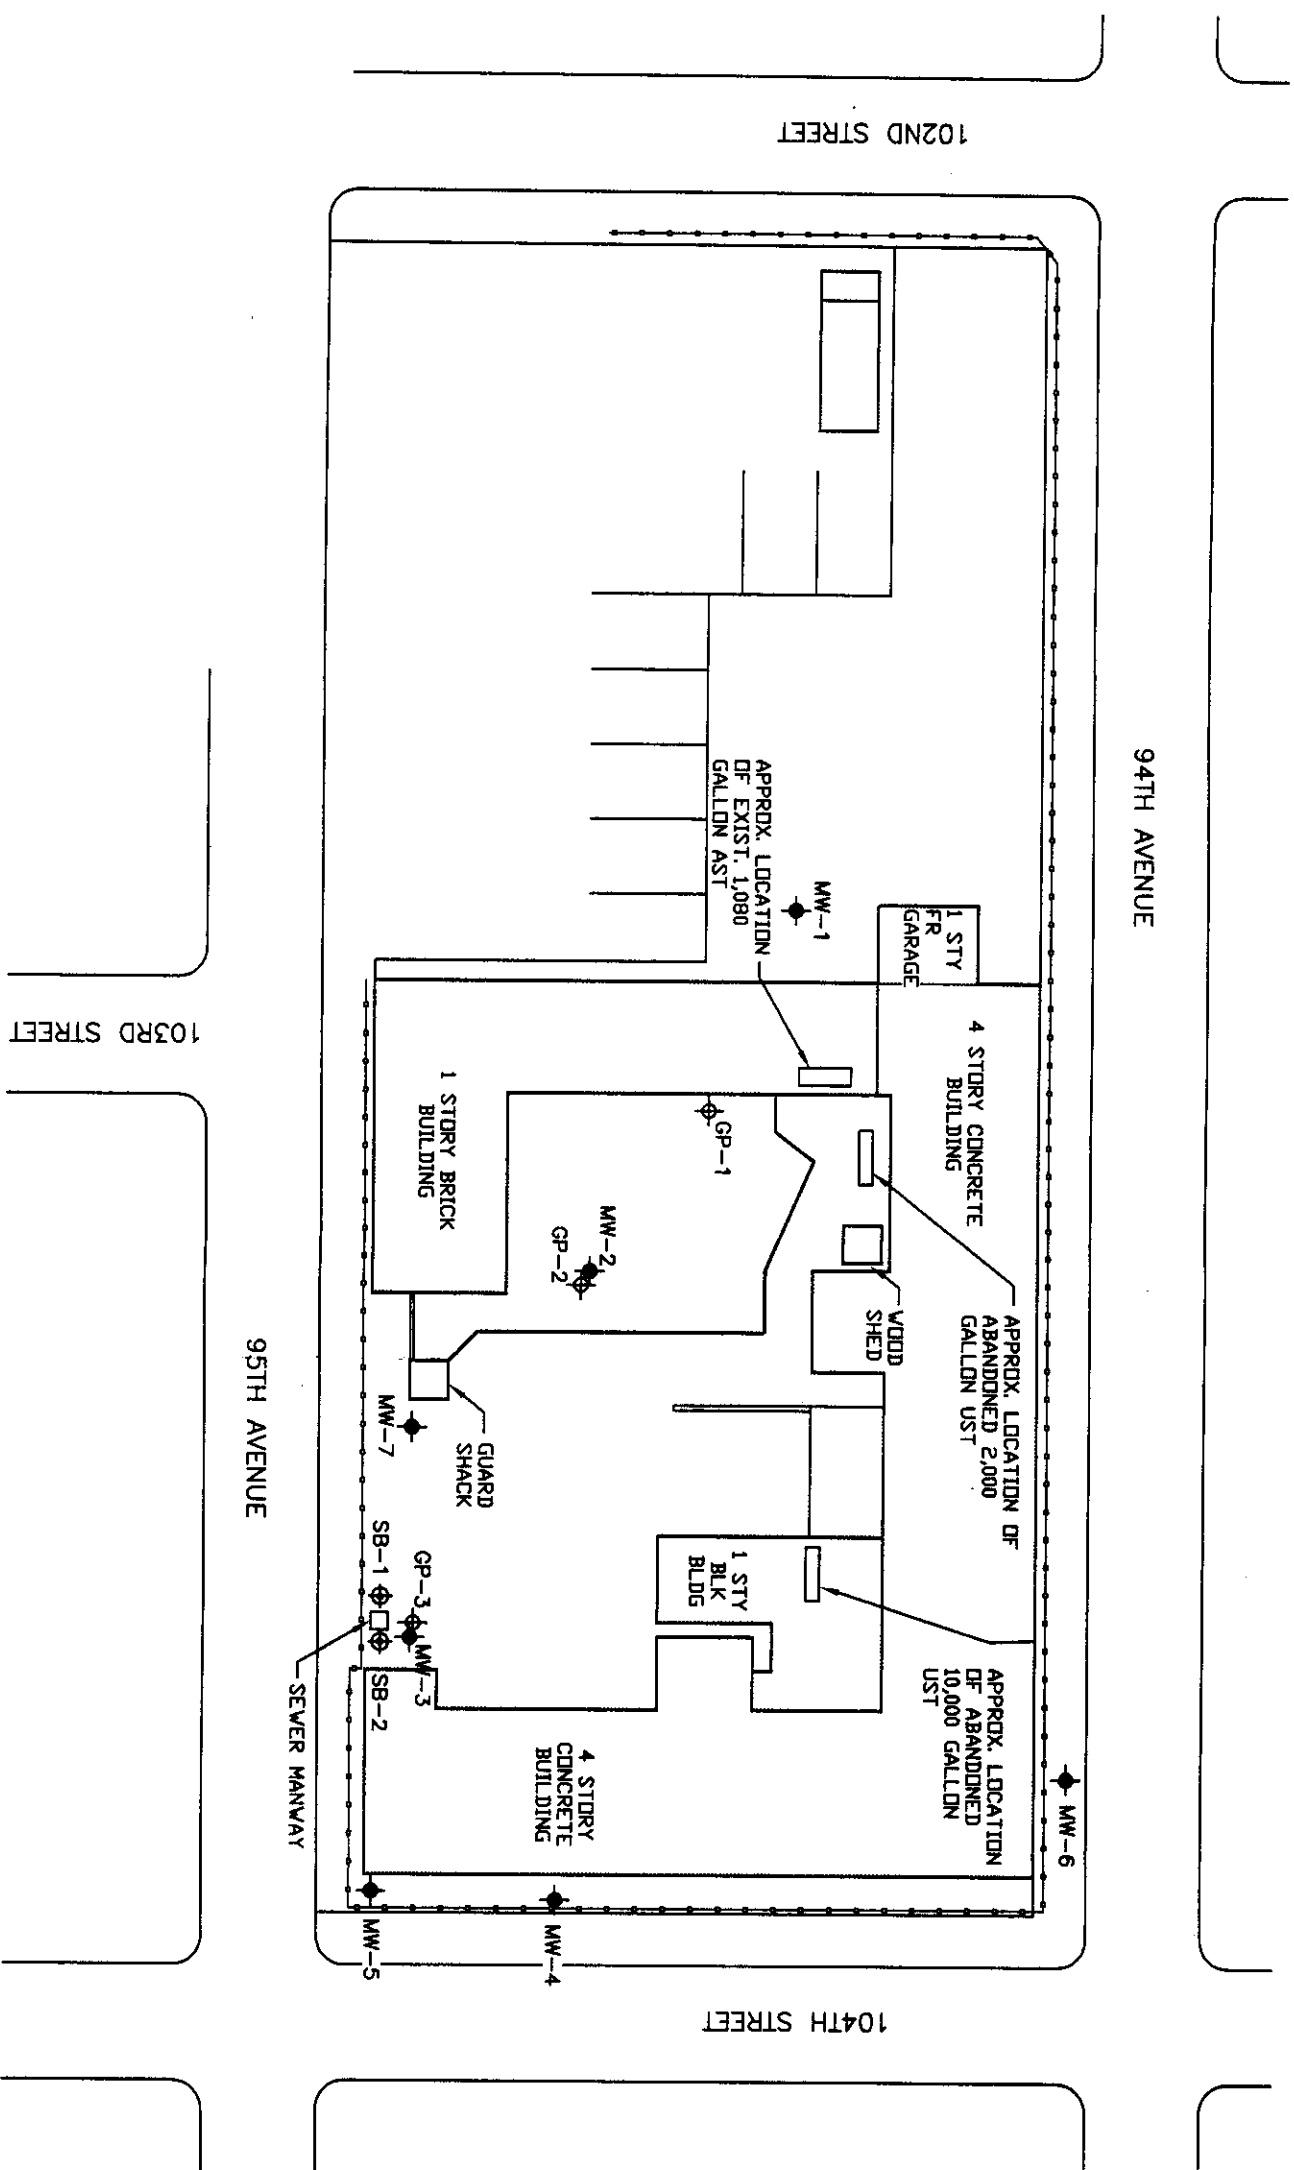 94TH AVENUE
102ND STREET
103RD STREET
104TH STREET
95TH AVENUE
MW-1
APPROX. LOCATION
OF EXIST. 1,080
GALLON AST
1 STY
FR
GARAGE
4 STORY CONCRETE
BUILDING
1 STORY BRICK
BUILDING
GP-1
MW-2
GP-2
WOOD
SHED
APPROX. LOCATION OF
ABANDONED 2,000
GALLON UST
GUARD
SHACK
MW-7
1 STY
BLK
BLDG
APPROX. LOCATION
OF ABANDONED
10,000 GALLON
UST
SB-1
GP-3
MW-3
SB-2
SEWER MANWAY
4 STORY
CONCRETE
BUILDING
MW-6
MW-5
MW-4